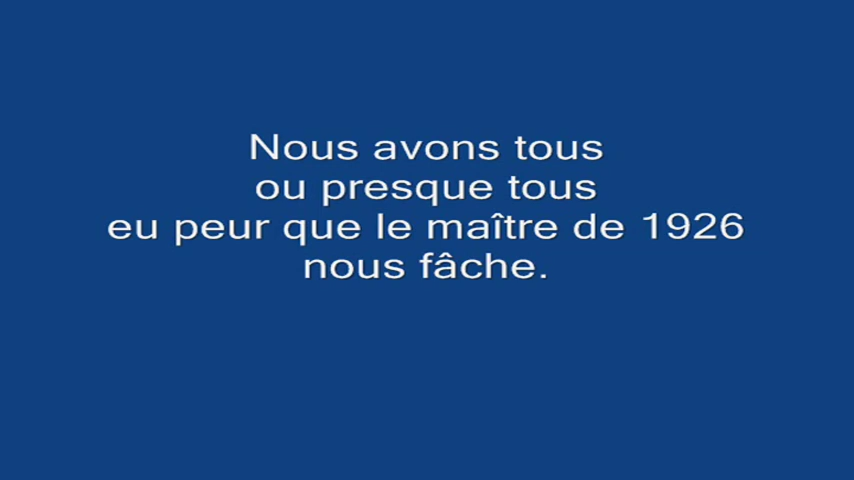 Nous avons tous
ou presque tous
eu peur que le maître de 1926
nous fâche.